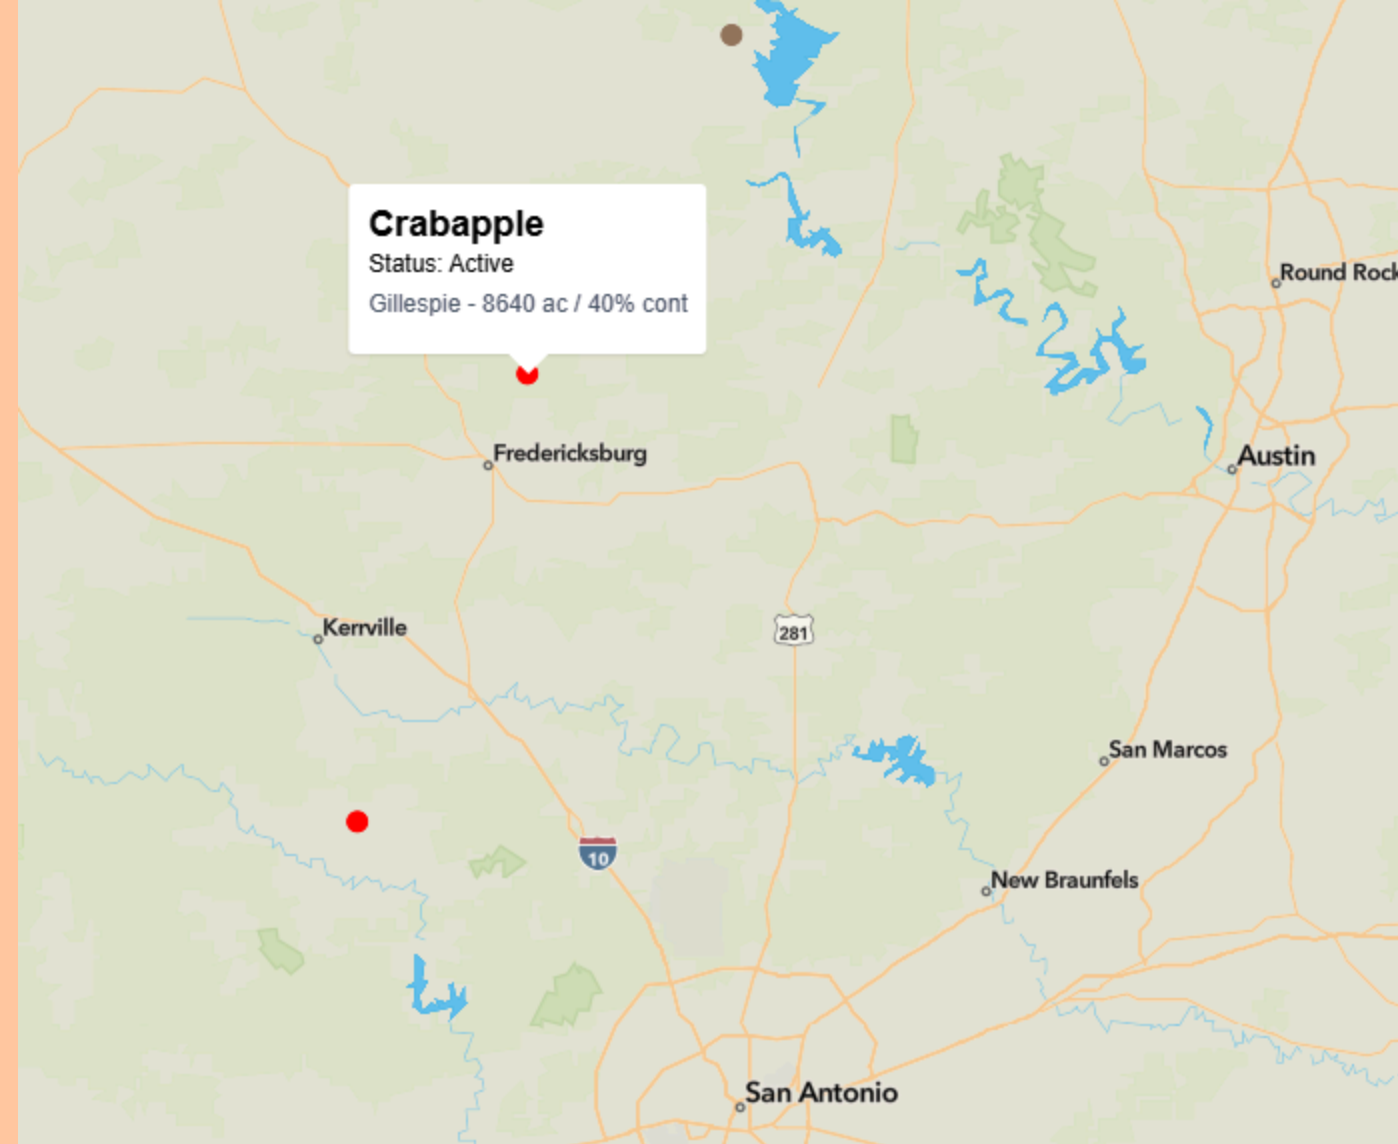 Crabapple
Status: Active
Gillespie - 8640 ac / 40% cont
Round Rock
Fredericksburg
Austin
Kerrville
281
San Marcos
10
New Braunfels
San Antonio